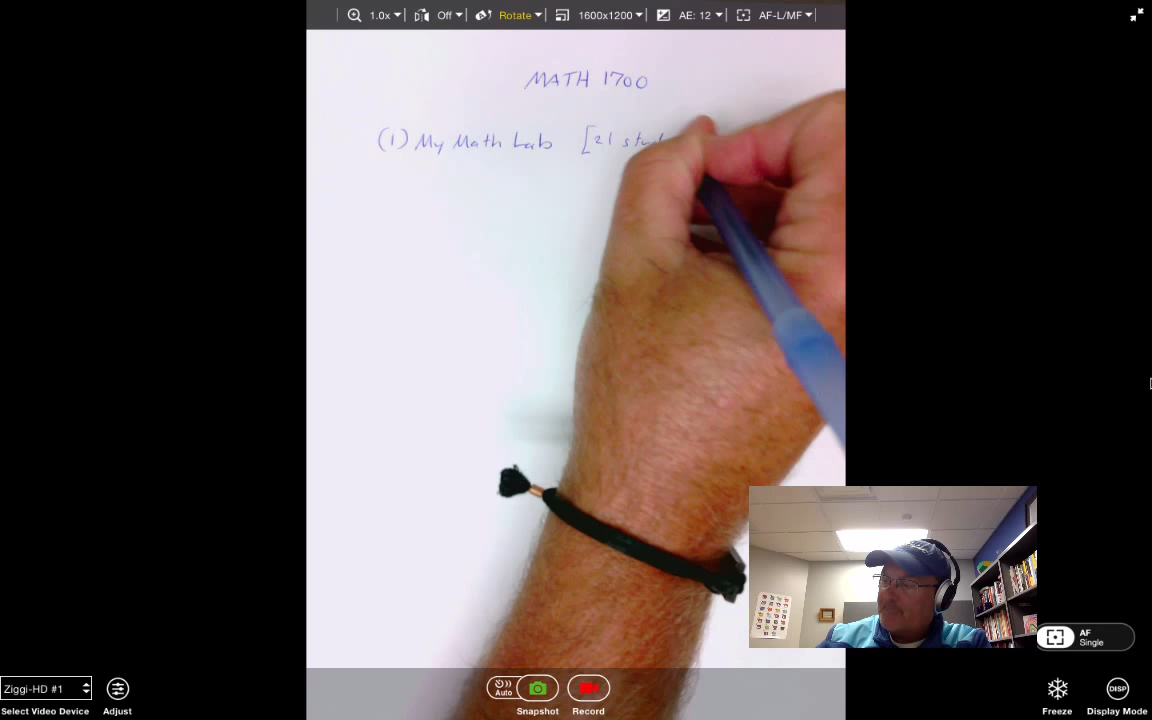 1.0x Off Rotate 1600x1200 AE: 12 AF-L/MF
MATH 1700
(1) My Math Lab [21
AF
Single
Ziggi-HD #1
Auto
DISP
Select Video Device Adjust Snapshot Record Freeze Display Mode